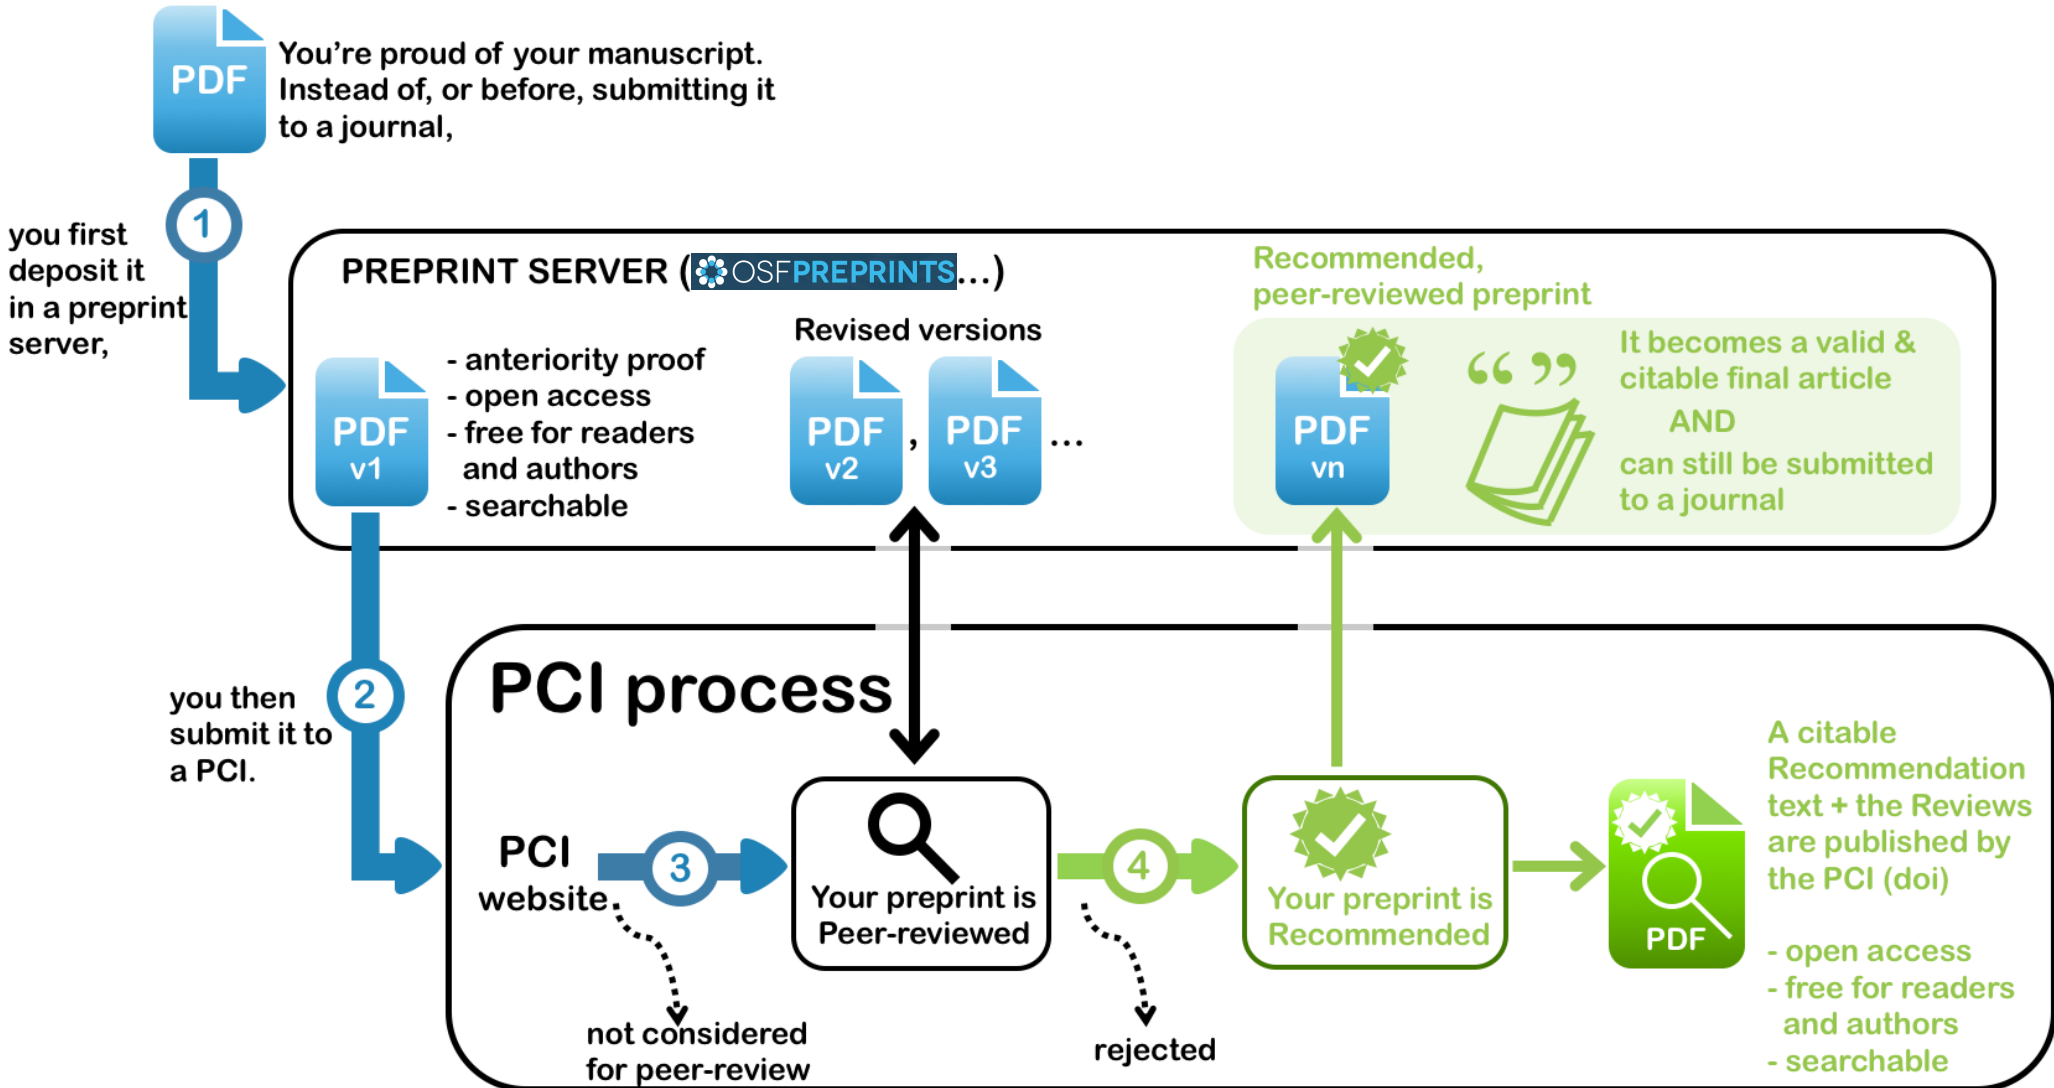 PDF
You're proud of your manuscript.
Instead of, or before, submitting it
to a journal,
1
you first
deposit it
in a preprint
server,
PREPRINT SERVER (OSFPREPRINTS...)
PDF
v1
- anteriority proof
- open access
- free for readers
and authors
- searchable
Revised versions
PDF
v2
,
PDF
v3
...
Recommended,
peer-reviewed preprint
PDF
vn
“ ”
It becomes a valid &
citable final article
AND
can still be submitted
to a journal
2
you then
submit it to
a PCI.
PCI process
PCI
website
3
not considered
for peer-review
Your preprint is
Peer-reviewed
4
rejected
Your preprint is
Recommended
PDF
A citable
Recommendation
text + the Reviews
are published by
the PCI (doi)
- open access
- free for readers
and authors
- searchable